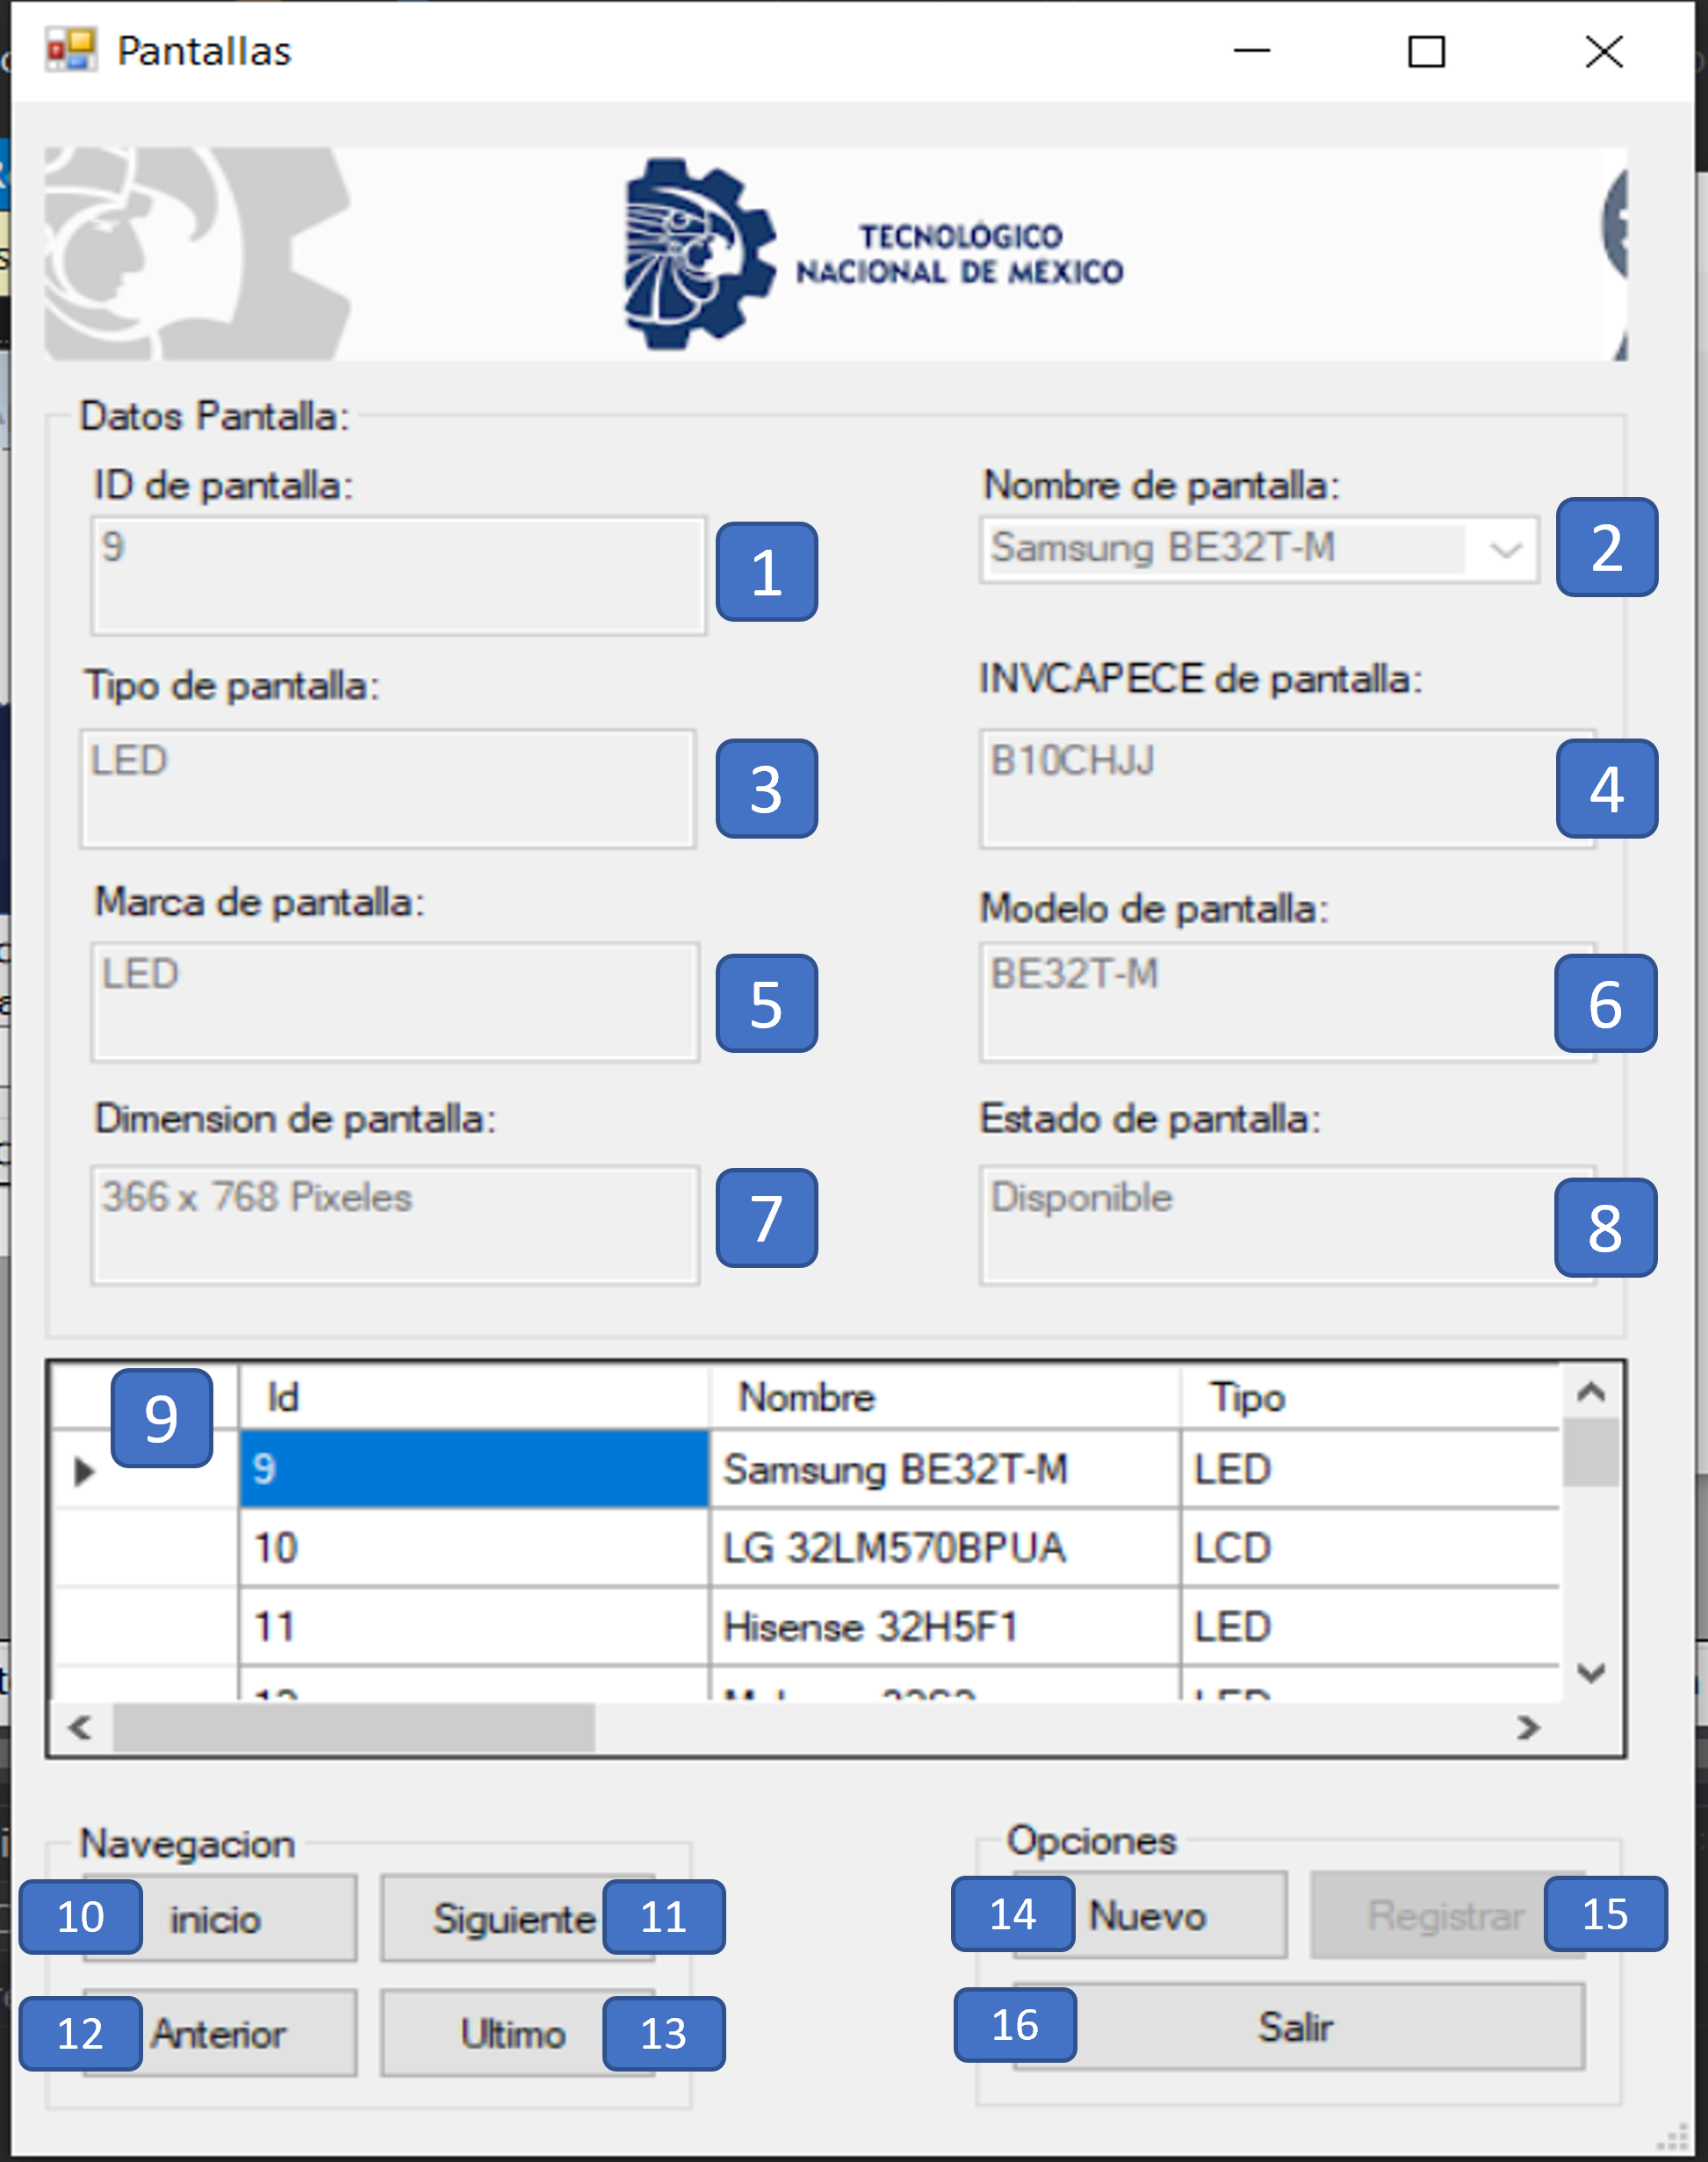 Pantallas
TECNOLÓGICO
NACIONAL DE MÉXICO
Datos Pantalla:
ID de pantalla:
Nombre de pantalla:
9
1
Samsung BE32T-M
2
Tipo de pantalla:
INVCAPECE de pantalla:
LED
3
B10CHJJ
4
Marca de pantalla:
Modelo de pantalla:
LED
5
BE32T-M
6
Dimension de pantalla:
Estado de pantalla:
366 x 768 Pixeles
7
Disponible
8
9
Id Nombre Tipo
9 Samsung BE32T-M LED
10 LG 32LM570BPUA LCD
11 Hisense 32H5F1 LED
Navegacion
Opciones
10 inicio
Siguiente 11
14 Nuevo
Registrar 15
12 Anterior
Ultimo 13
16 Salir